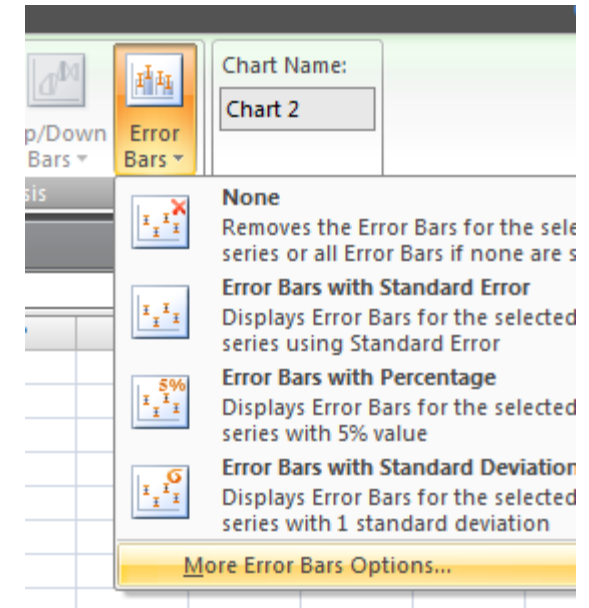 Chart Name:
Chart 2
p/Down
Bars
Error
Bars
sis
None
Removes the Error Bars for the sele
series or all Error Bars if none are s
Error Bars with Standard Error
Displays Error Bars for the selected
series using Standard Error
5%
Error Bars with Percentage
Displays Error Bars for the selected
series with 5% value
σ
Error Bars with Standard Deviation
Displays Error Bars for the selected
series with 1 standard deviation
More Error Bars Options...